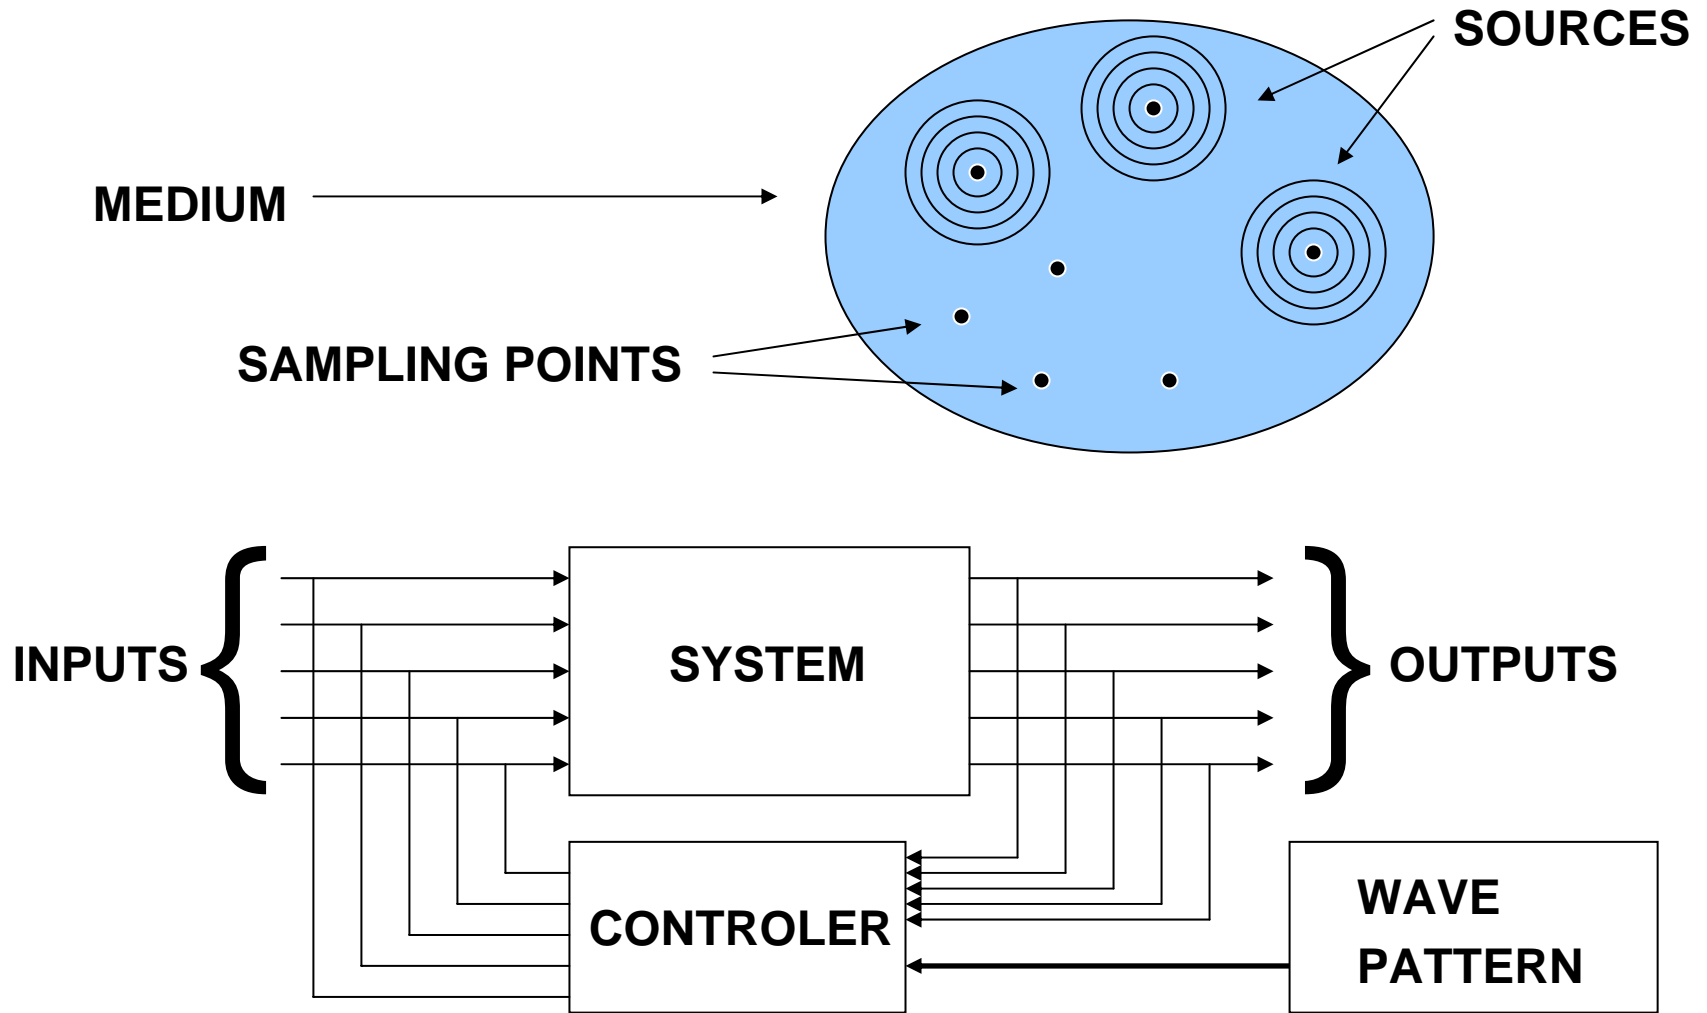 SOURCES
MEDIUM
SAMPLING POINTS
INPUTS
SYSTEM
OUTPUTS
CONTROLER
WAVE
PATTERN